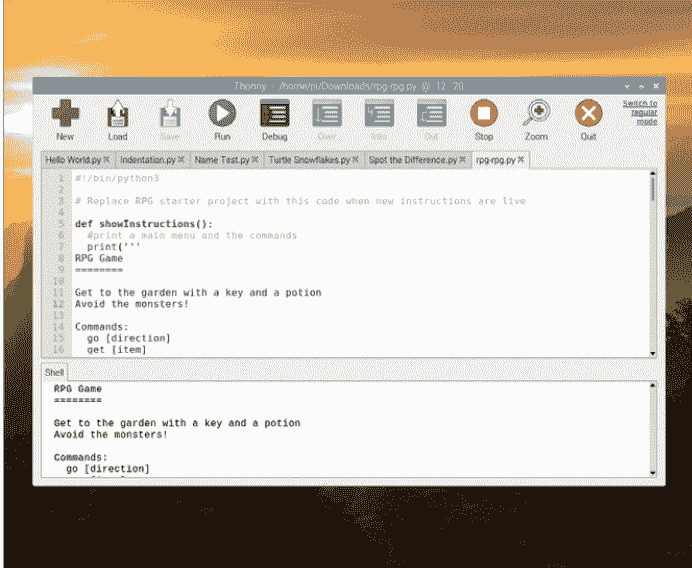 Thonny - /home/pi/Downloads/rpg-rpg.py @ 12 : 20
New Load Save Run Debug Over Into Out Stop Zoom Quit
Switch to
regular
mode
Hello World.py Indentation.py Name Test.py Turtle Snowflakes.py Spot the Difference.py rpg-rpg.py
1 #!/bin/python3
2
3 # Replace RPG starter project with this code when new instructions are live
4
5 def showInstructions():
6 #print a main menu and the commands
7 print('''
8 RPG Game
9 ========
10
11 Get to the garden with a key and a potion
12 Avoid the monsters!
13
14 Commands:
15 go [direction]
16 get [item]
Shell
RPG Game
========
Get to the garden with a key and a potion
Avoid the monsters!
Commands:
go [direction]